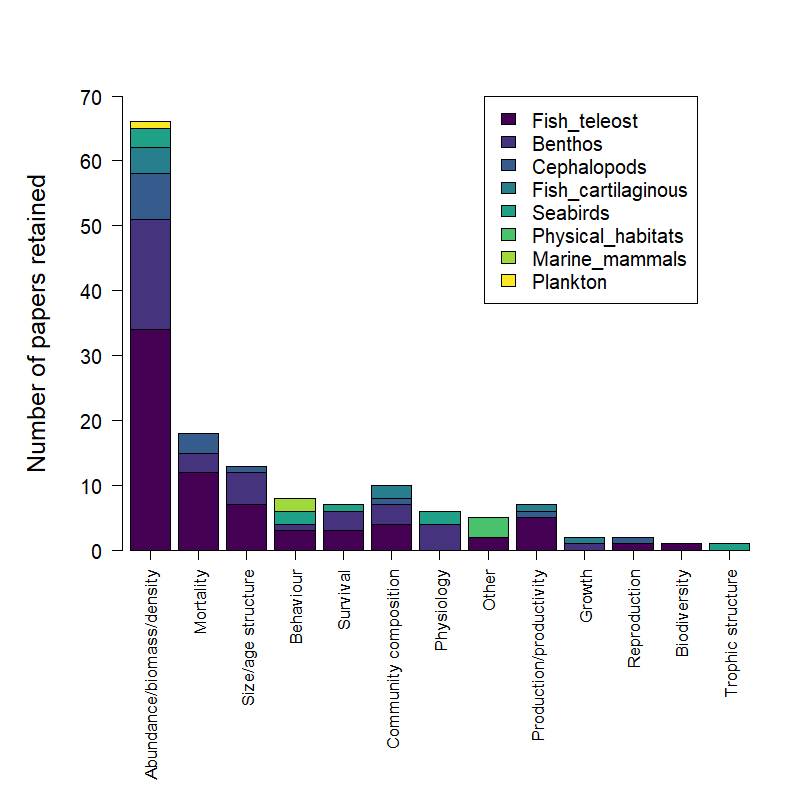 Number of papers retained
70
60
50
40
30
20
10
0
Fish_teleost
Benthos
Cephalopods
Fish_cartilaginous
Seabirds
Physical_habitats
Marine_mammals
Plankton
Abundance/biomass/density
Mortality
Size/age structure
Behaviour
Survival
Community composition
Physiology
Other
Production/productivity
Growth
Reproduction
Biodiversity
Trophic structure